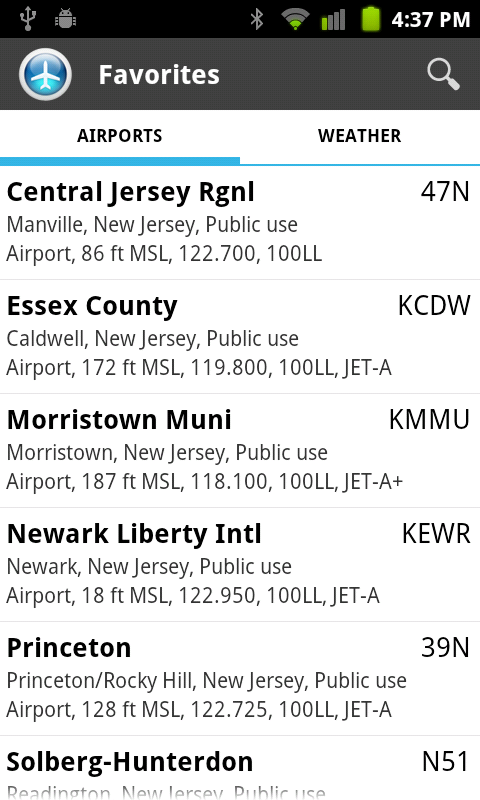 4:37 PM
Favorites
AIRPORTS WEATHER
Central Jersey Rgnl 47N
Manville, New Jersey, Public use
Airport, 86 ft MSL, 122.700, 100LL
Essex County KCDW
Caldwell, New Jersey, Public use
Airport, 172 ft MSL, 119.800, 100LL, JET-A
Morristown Muni KMMU
Morristown, New Jersey, Public use
Airport, 187 ft MSL, 118.100, 100LL, JET-A+
Newark Liberty Intl KEWR
Newark, New Jersey, Public use
Airport, 18 ft MSL, 122.950, 100LL, JET-A
Princeton 39N
Princeton/Rocky Hill, New Jersey, Public use
Airport, 128 ft MSL, 122.725, 100LL, JET-A
Solberg-Hunterdon N51
Readington, New Jersey, Public use